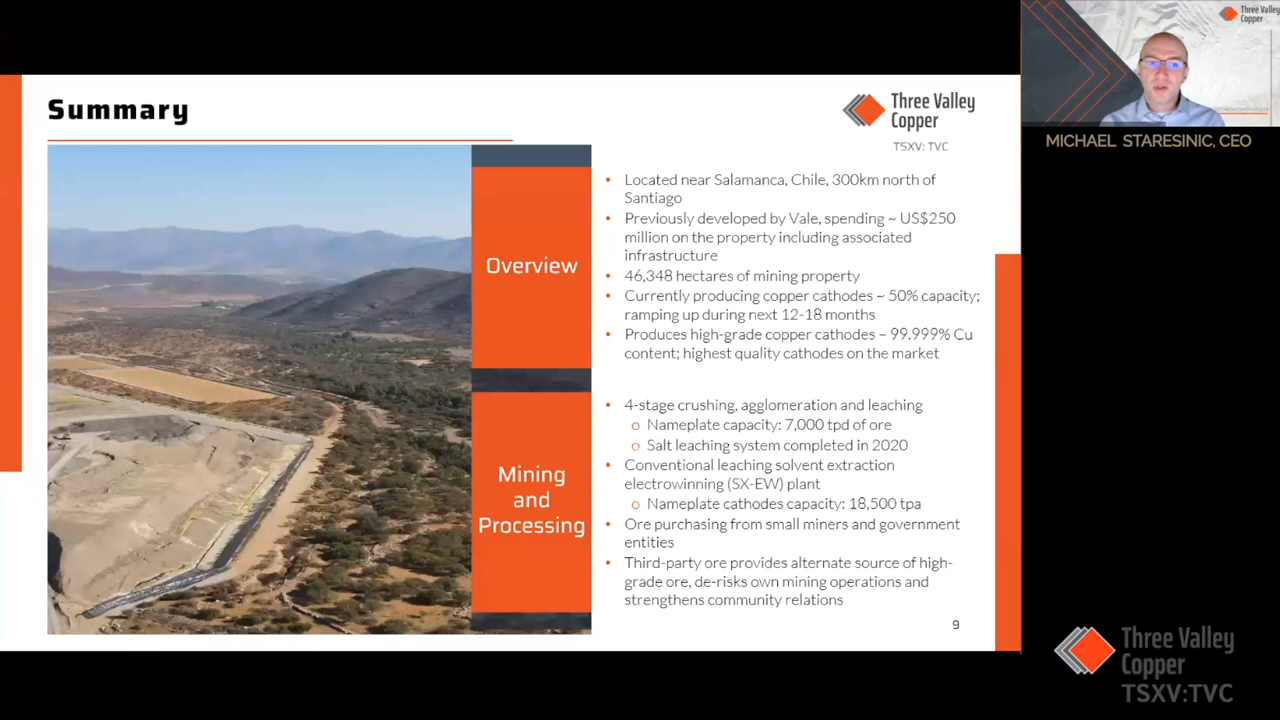 Summary
Three Valley
Copper
TSXV: TVC
Overview
• Located near Salamanca, Chile, 300km north of
Santiago
• Previously developed by Vale, spending ~ US$250
million on the property including associated
infrastructure
• 46,348 hectares of mining property
• Currently producing copper cathodes ~ 50% capacity;
ramping up during next 12-18 months
• Produces high-grade copper cathodes – 99.999% Cu
content; highest quality cathodes on the market
Mining
and
Processing
• 4-stage crushing, agglomeration and leaching
o Nameplate capacity: 7,000 tpd of ore
o Salt leaching system completed in 2020
• Conventional leaching solvent extraction
electrowinning (SX-EW) plant
o Nameplate cathodes capacity: 18,500 tpa
• Ore purchasing from small miners and government
entities
• Third-party ore provides alternate source of high-
grade ore, de-risks own mining operations and
strengthens community relations
9
Three Valley
Copper
MICHAEL STARESINIC, CEO
Three Valley
Copper
TSXV:TVC